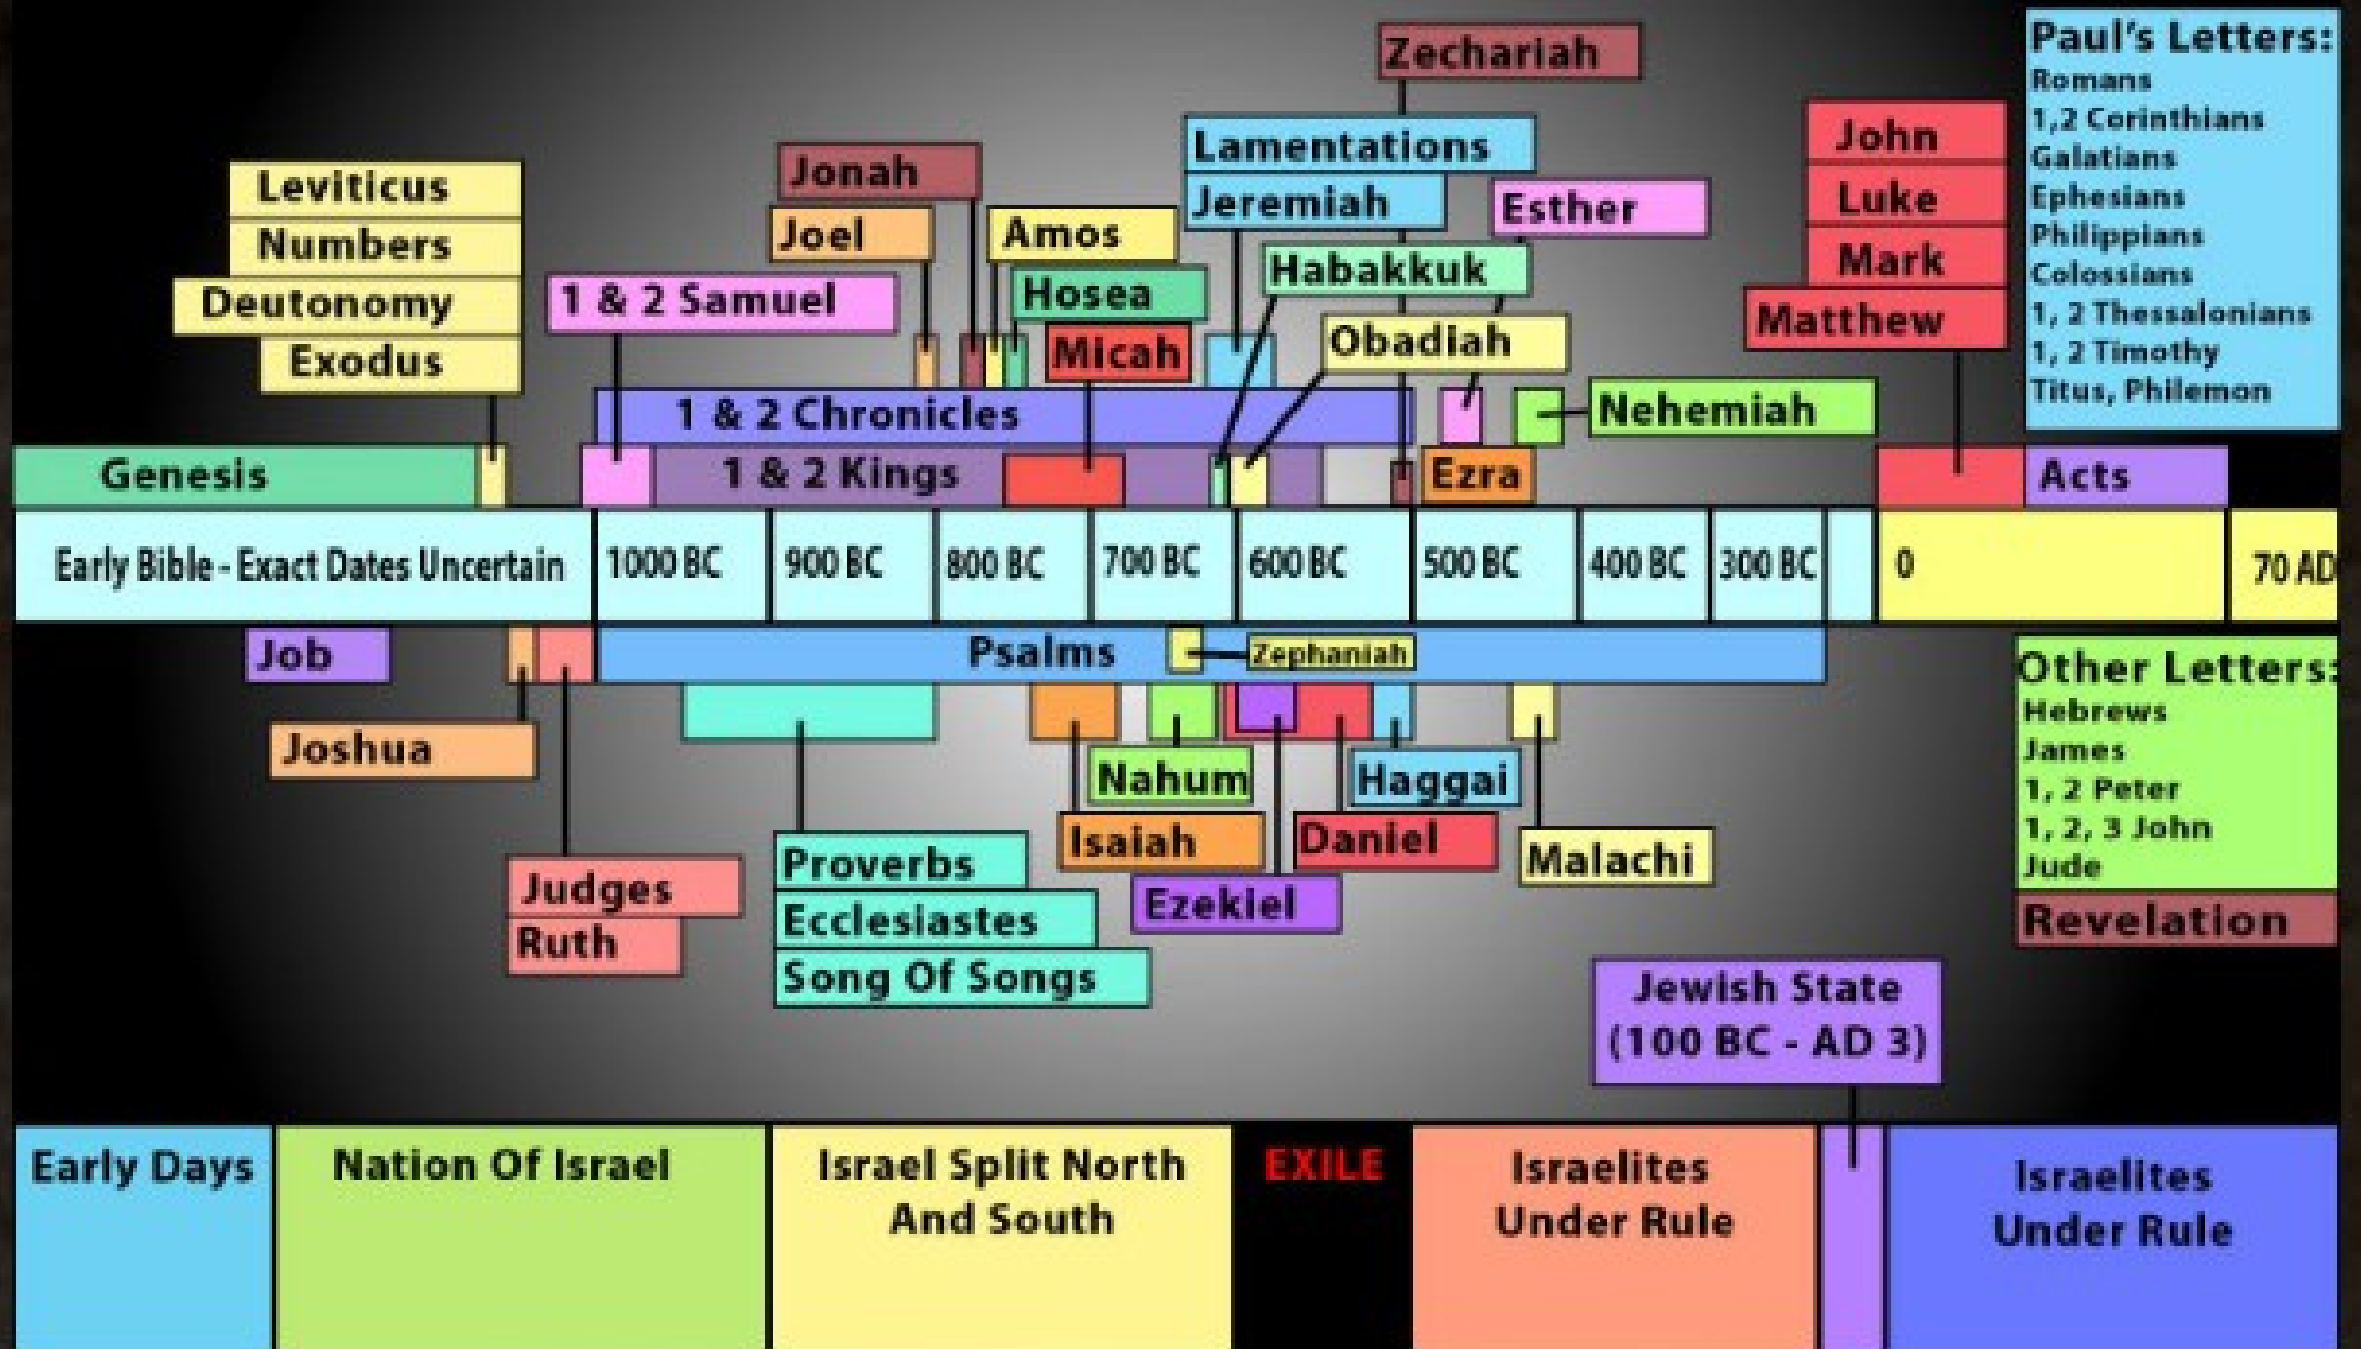 Zechariah
Paul's Letters:
Romans
1,2 Corinthians
Galatians
Ephesians
Philippians
Colossians
1, 2 Thessalonians
1, 2 Timothy
Titus, Philemon
Lamentations
Jeremiah
Esther
John
Luke
Mark
Matthew
Jonah
Joel
Amos
Hosea
Micah
Habakkuk
Obadiah
Leviticus
Numbers
Deutonomy
Exodus
1 & 2 Samuel
1 & 2 Chronicles
Nehemiah
Genesis
1 & 2 Kings
Ezra
Acts
Early Bible - Exact Dates Uncertain
1000 BC
900 BC
800 BC
700 BC
600 BC
500 BC
400 BC
300 BC
0
70 AD
Job
Psalms
Zephaniah
Joshua
Nahum
Haggai
Isaiah
Daniel
Malachi
Ezekiel
Judges
Ruth
Proverbs
Ecclesiastes
Song Of Songs
Other Letters:
Hebrews
James
1, 2 Peter
1, 2, 3 John
Jude
Revelation
Jewish State
(100 BC - AD 3)
Early Days
Nation Of Israel
Israel Split North
And South
EXILE
Israelites
Under Rule
Israelites
Under Rule